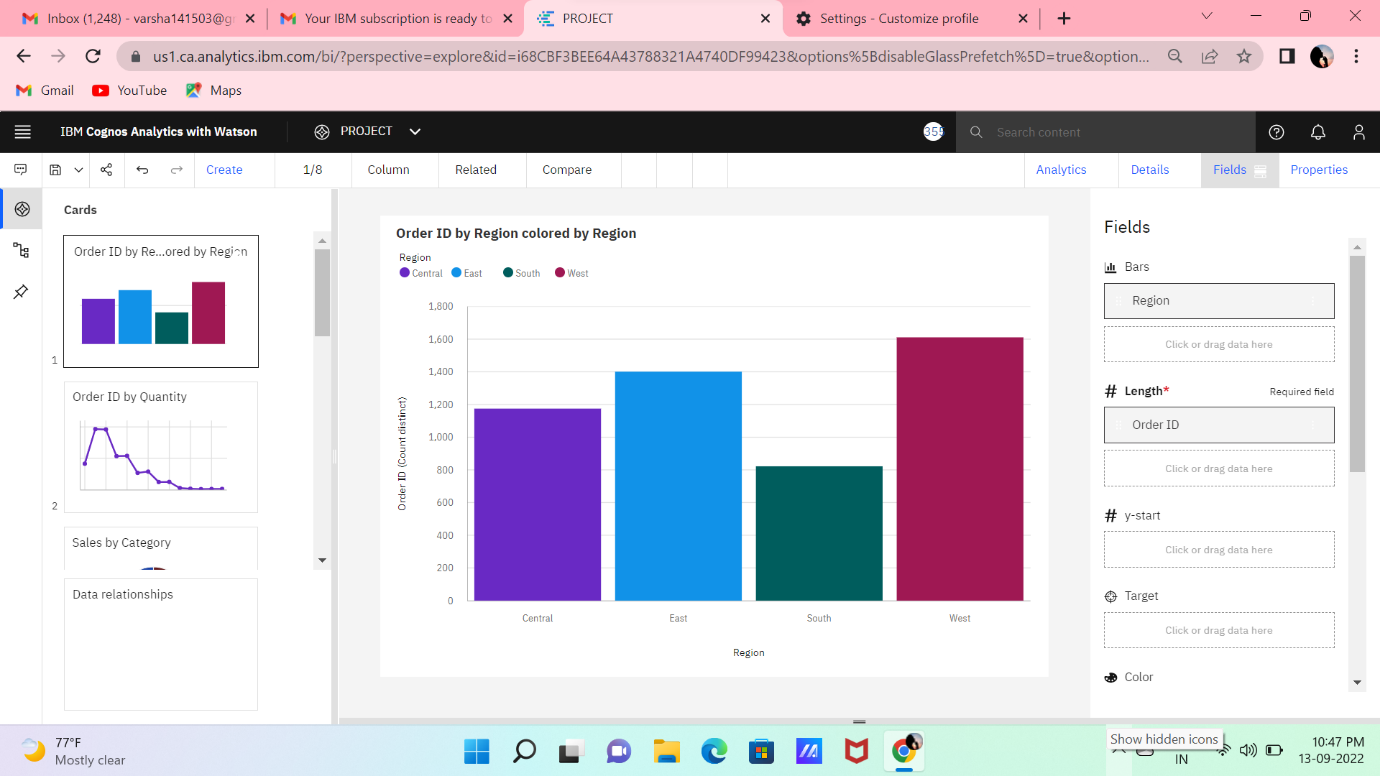 Inbox (1,248) - varsha141503@g
Your IBM subscription is ready to
PROJECT
Settings - Customize profile
us1.ca.analytics.ibm.com/bi/?perspective=explore&id=i68CBF3BEE64A43788321A4740DF99423&options%5BdisableGlassPrefetch%5D=true&option...
Gmail
YouTube
Maps
IBM Cognos Analytics with Watson
PROJECT
355
Search content
Create
1/8
Column
Related
Compare
Analytics
Details
Fields
Properties
Cards
Order ID by Re...ored by Region
1
Order ID by Quantity
2
Sales by Category
Data relationships
Order ID by Region colored by Region
Region
Central East South West
1,800
1,600
1,400
1,200
1,000
800
600
400
200
0
Order ID (Count distinct)
Central East South West
Region
Fields
Bars
Region
Click or drag data here
# Length* Required field
Order ID
Click or drag data here
# y-start
Click or drag data here
Target
Click or drag data here
Color
77°F
Mostly clear
Show hidden icons
IN
10:47 PM
13-09-2022